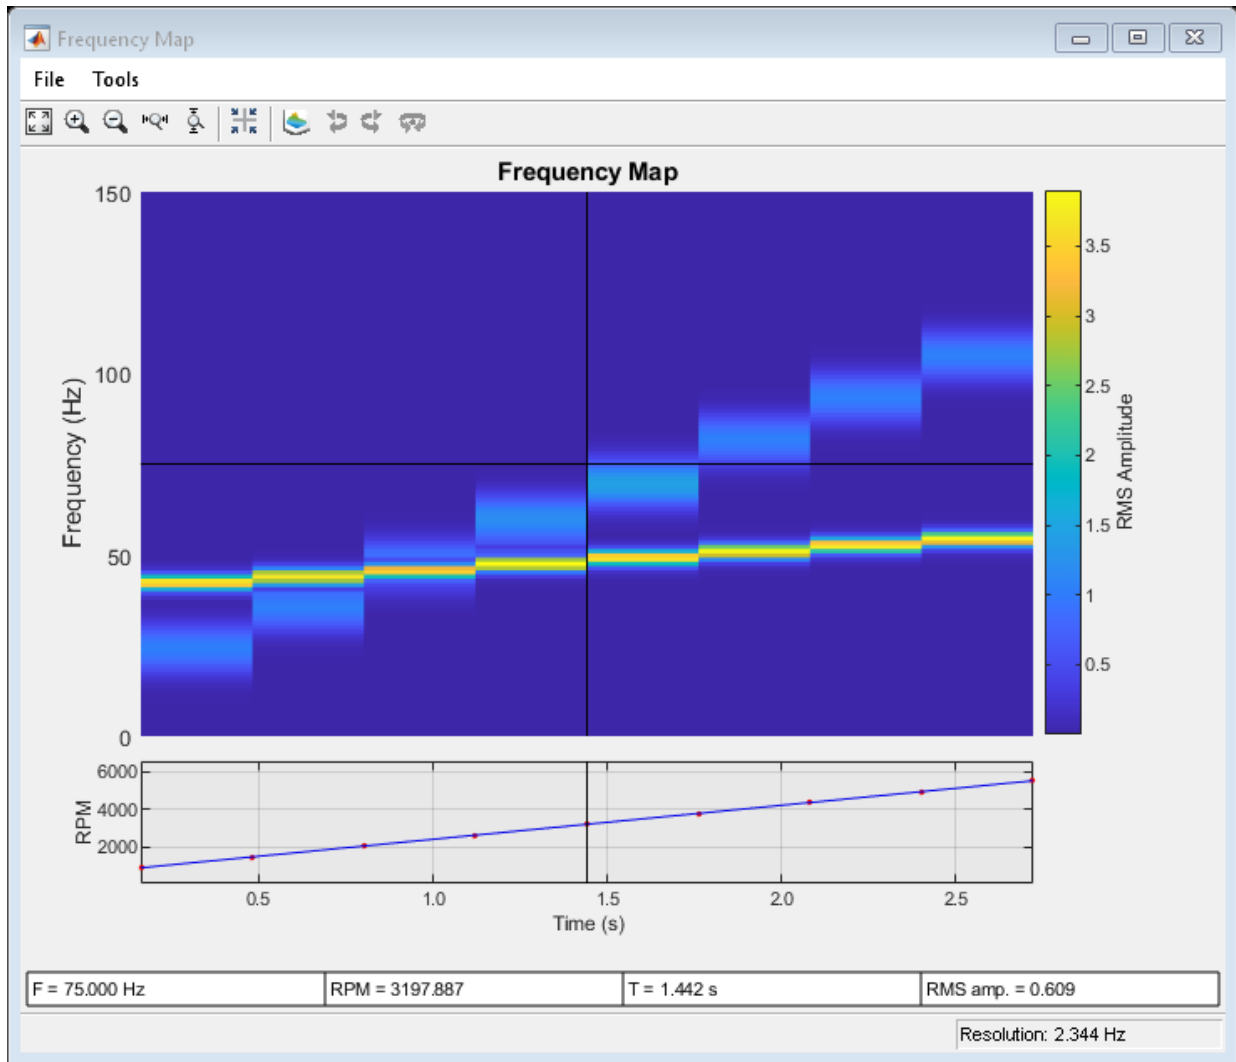 Frequency Map
File Tools
Frequency Map
150
100
50
0
Frequency (Hz)
3.5
3
2.5
2
1.5
1
0.5
RMS Amplitude
6000
4000
2000
RPM
0.5 1.0 1.5 2.0 2.5
Time (s)
F = 75.000 Hz RPM = 3197.887 T = 1.442 s RMS amp. = 0.609
Resolution: 2.344 Hz